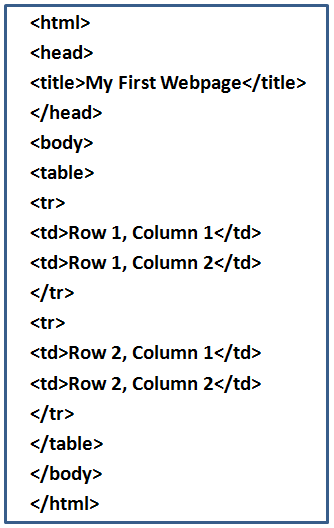 <html>
<head>
<title>My First Webpage</title>
</head>
<body>
<table>
<tr>
<td>Row 1, Column 1</td>
<td>Row 1, Column 2</td>
</tr>
<tr>
<td>Row 2, Column 1</td>
<td>Row 2, Column 2</td>
</tr>
</table>
</body>
</html>